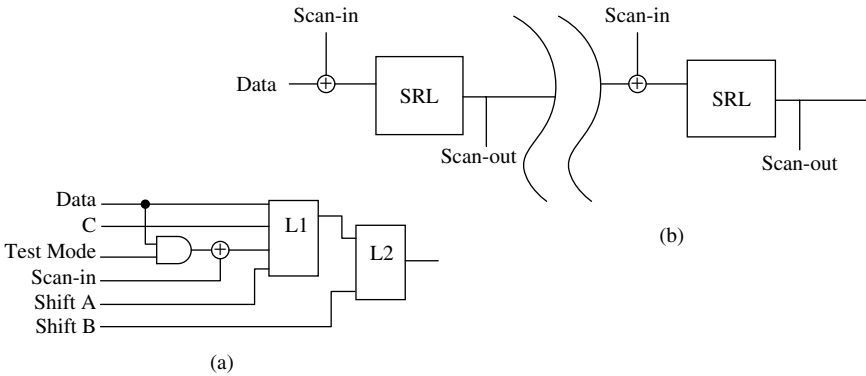 Scan-in
Scan-in
Data
SRL
SRL
Scan-out
Scan-out
(b)
Data
C
Test Mode
Scan-in
Shift A
Shift B
L1
L2
(a)